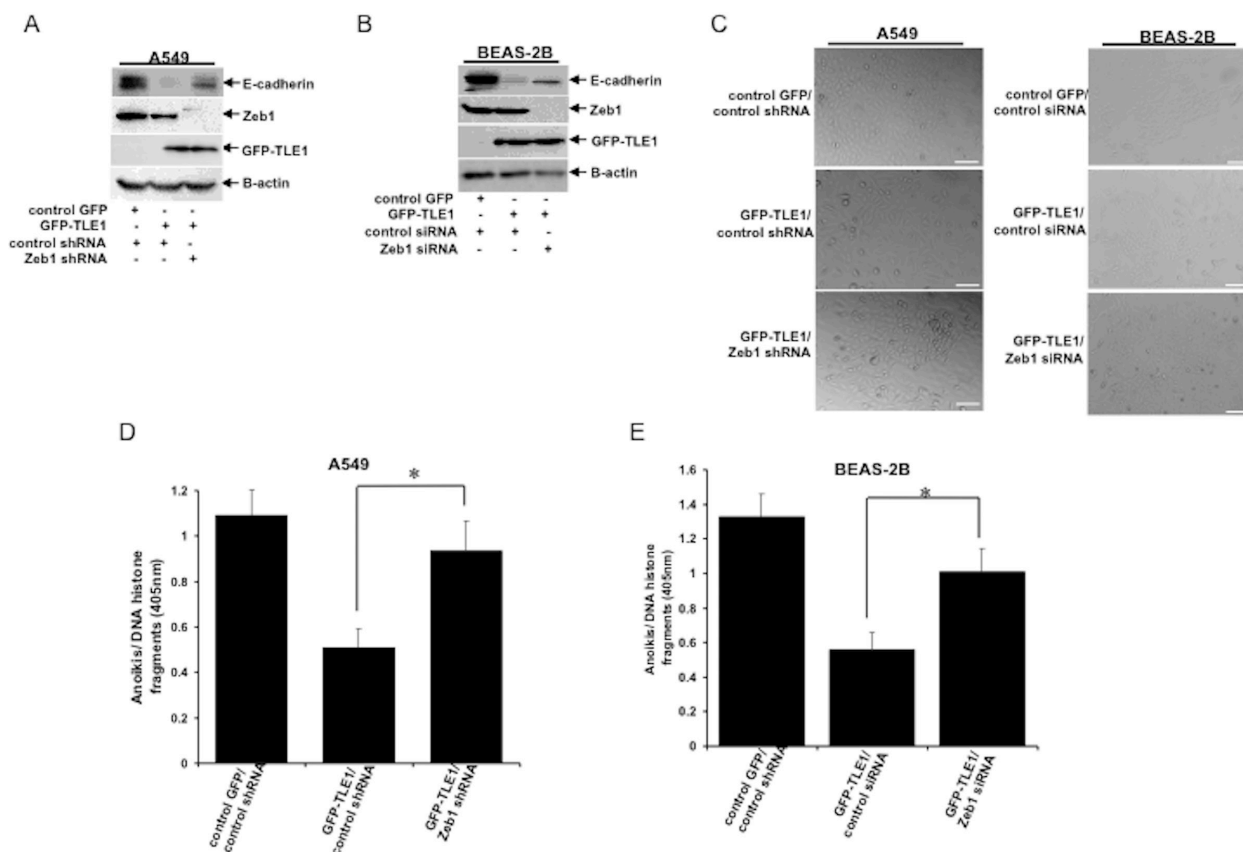 A
A549
E-cadherin
Zeb1
GFP-TLE1
B-actin
control GFP + - -
GFP-TLE1 - + +
control shRNA + + -
Zeb1 shRNA - - +
B
BEAS-2B
E-cadherin
Zeb1
GFP-TLE1
B-actin
control GFP + - -
GFP-TLE1 - + +
control siRNA + + -
Zeb1 siRNA - - +
C
A549
control GFP/
control shRNA
GFP-TLE1/
control shRNA
GFP-TLE1/
Zeb1 shRNA
BEAS-2B
control GFP/
control siRNA
GFP-TLE1/
control siRNA
GFP-TLE1/
Zeb1 siRNA
D
A549
*
Anoikis/ DNA histone
fragments (405nm)
1.2
1
0.8
0.6
0.4
0.2
0
control GFP/
control shRNA
GFP-TLE1/
control shRNA
GFP-TLE1/
Zeb1 shRNA
E
BEAS-2B
*
Anoikis/ DNA histone
fragments (405nm)
1.6
1.4
1.2
1
0.8
0.6
0.4
0.2
0
control GFP/
control shRNA
GFP-TLE1/
control siRNA
GFP-TLE1/
Zeb1 siRNA